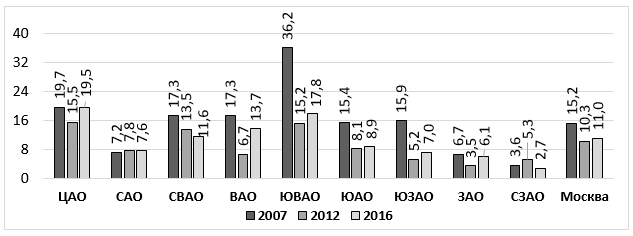 40
32
24
16
8
0
19,7 15,5 19,5
7,2 7,8 7,6
17,3 13,5 11,6
17,3 6,7 13,7
36,2 15,2 17,8
15,4 8,1 8,9
15,9 5,2 7,0
6,7 3,5 6,1
3,6 5,3 2,7
15,2 10,3 11,0
ЦАО САО СВАО ВАО ЮВАО ЮАО ЮЗАО ЗАО СЗАО Москва
2007 2012 2016